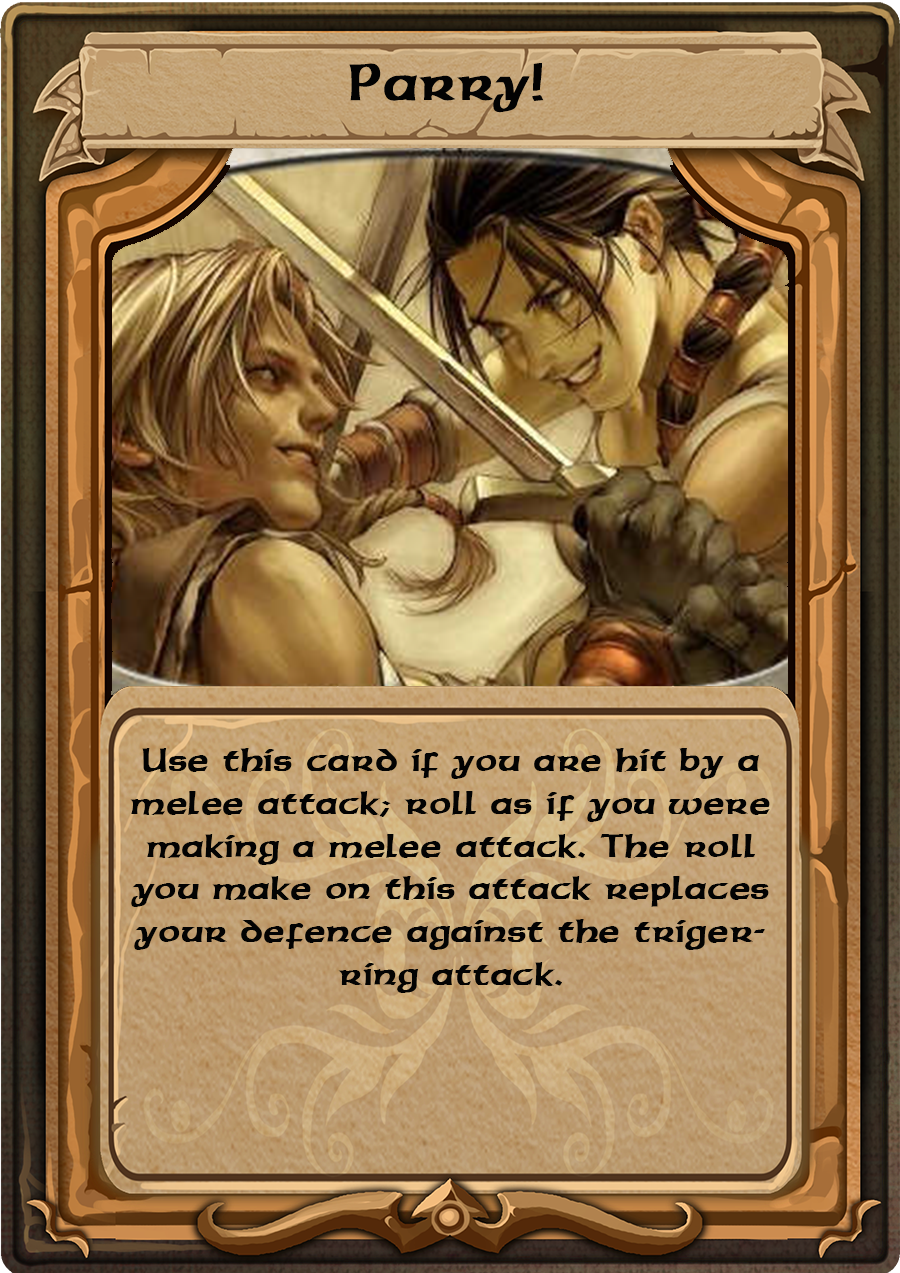 Parry!
Use this card if you are hit by a
melee attack; roll as if you were
making a melee attack. The roll
you make on this attack replaces
your defence against the triger-
ring attack.